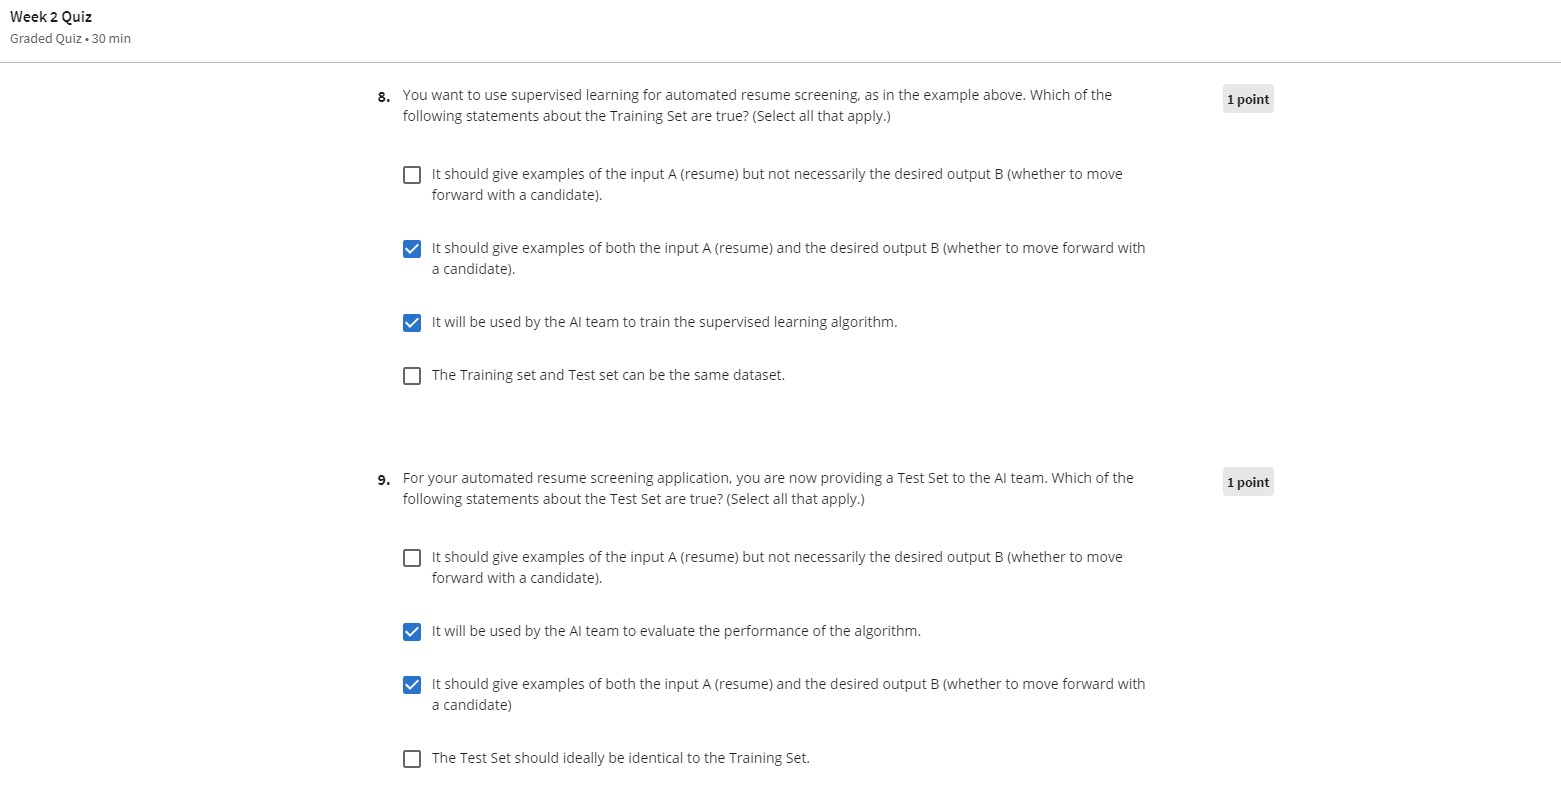 Week 2 Quiz
Graded Quiz • 30 min
8. You want to use supervised learning for automated resume screening, as in the example above. Which of the
1 point
following statements about the Training Set are true? (Select all that apply.)
It should give examples of the input A (resume) but not necessarily the desired output B (whether to move
forward with a candidate).
It should give examples of both the input A (resume) and the desired output B (whether to move forward with
a candidate).
It will be used by the AI team to train the supervised learning algorithm.
The Training set and Test set can be the same dataset.
9. For your automated resume screening application, you are now providing a Test Set to the AI team. Which of the
1 point
following statements about the Test Set are true? (Select all that apply.)
It should give examples of the input A (resume) but not necessarily the desired output B (whether to move
forward with a candidate).
It will be used by the AI team to evaluate the performance of the algorithm.
It should give examples of both the input A (resume) and the desired output B (whether to move forward with
a candidate)
The Test Set should ideally be identical to the Training Set.